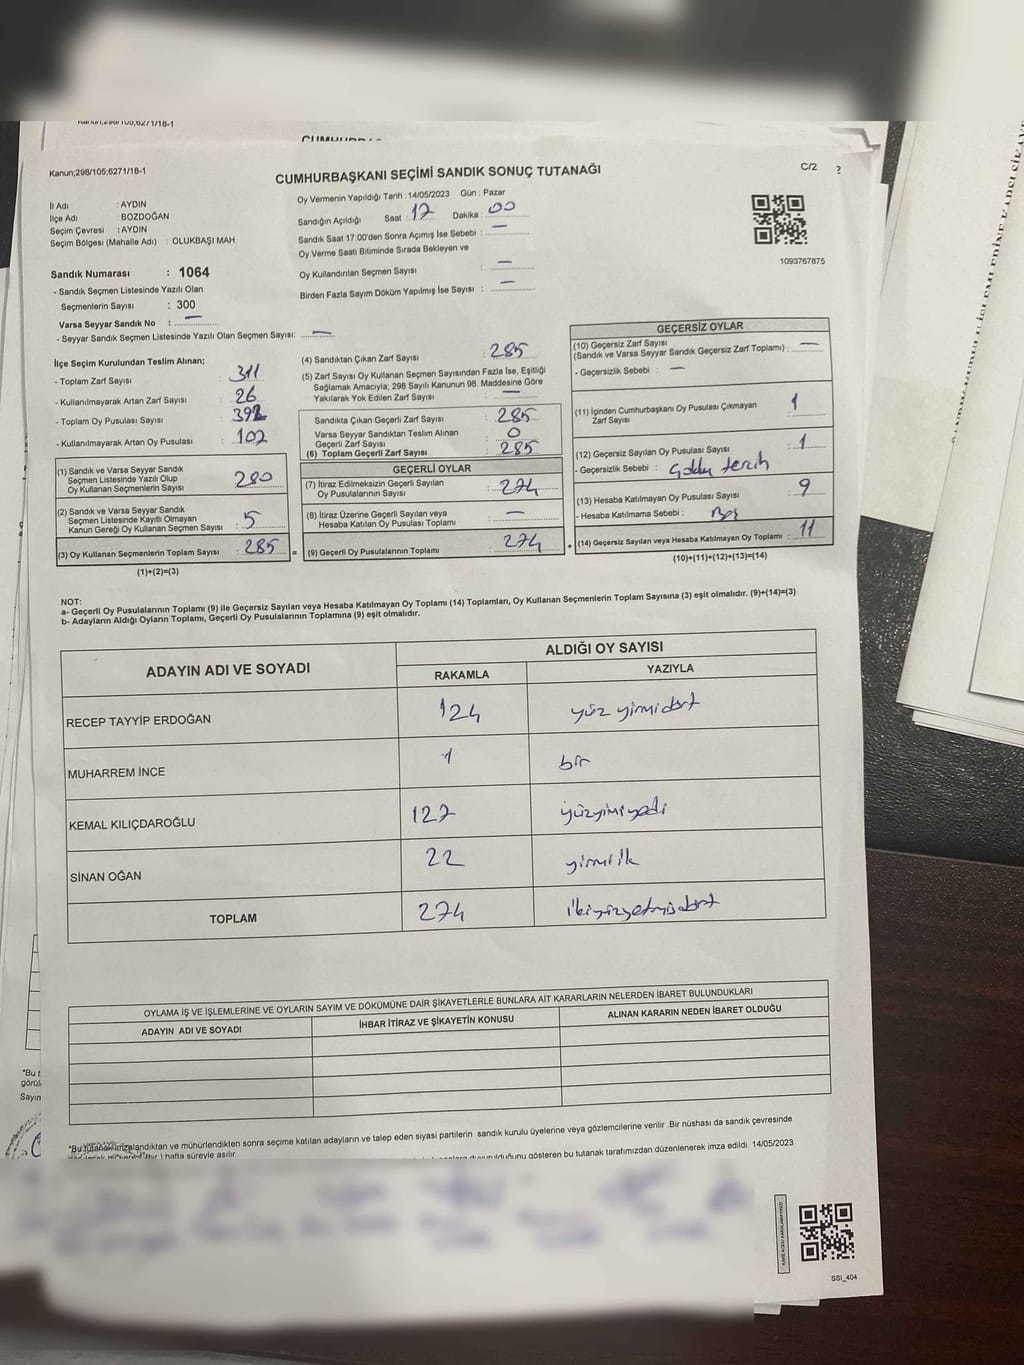 Kanun;298/105;6271/18-1
CUMHURBAŞKANI SEÇİMİ SANDIK SONUÇ TUTANAĞI
C/2
İl Adı : AYDIN
İlçe Adı : BOZDOĞAN
Seçim Çevresi : AYDIN
Seçim Bölgesi (Mahalle Adı) : OLUKBAŞI MAH.
Oy Vermenin Yapıldığı Tarih :14/05/2023 Gün : Pazar
Sandığın Açıldığı Saat : 17 Dakika : 00
Sandık Saat 17:00'den Sonra Açımış İse Sebebi : —
Oy Verme Saati Bitiminde Sırada Bekleyen ve
Oy Kullandırılan Seçmen Sayısı : —
Birden Fazla Sayım Döküm Yapılmış İse Sayısı : —
1093767875
Sandık Numarası : 1064
- Sandık Seçmen Listesinde Yazılı Olan
Seçmenlerin Sayısı : 300
Varsa Seyyar Sandık No : —
- Seyyar Sandık Seçmen Listesinde Yazılı Olan Seçmen Sayısı: —
İlçe Seçim Kurulundan Teslim Alınan;
- Toplam Zarf Sayısı : 311
- Kullanılmayarak Artan Zarf Sayısı : 26
- Toplam Oy Pusulası Sayısı : 392
- Kullanılmayarak Artan Oy Pusulası : 102
(1) Sandık ve Varsa Seyyar Sandık
Seçmen Listesinde Yazılı Olup
Oy Kullanan Seçmenlerin Sayısı : 280
(2) Sandık ve Varsa Seyyar Sandık
Seçmen Listesinde Kayıtlı Olmayan
Kanun Gereği Oy Kullanan Seçmen Sayısı : 5
(3) Oy Kullanan Seçmenlerin Toplam Sayısı : 285
(1)+(2)=(3)
(4) Sandıktan Çıkan Zarf Sayısı : 285
(5) Zarf Sayısı Oy Kullanan Seçmen Sayısından Fazla İse, Eşitliği
Sağlamak Amacıyla; 298 Sayılı Kanunun 98. Maddesine Göre
Yakılarak Yok Edilen Zarf Sayısı : —
Sandıkta Çıkan Geçerli Zarf Sayısı : 285
Varsa Seyyar Sandıktan Teslim Alınan
Geçerli Zarf Sayısı : 0
(6) Toplam Geçerli Zarf Sayısı : 285
GEÇERLİ OYLAR
(7) İtiraz Edilmeksizin Geçerli Sayılan
Oy Pusulalarının Sayısı : 274
(8) İtiraz Üzerine Geçerli Sayılan veya
Hesaba Katılan Oy Pusulası Toplamı : —
= (9) Geçerli Oy Pusulalarının Toplamı : 274 +
GEÇERSİZ OYLAR
(10) Geçersiz Zarf Sayısı
(Sandık ve Varsa Seyyar Sandık Geçersiz Zarf Toplamı) : —
- Geçersizlik Sebebi : —
(11) İçinden Cumhurbaşkanı Oy Pusulası Çıkmayan
Zarf Sayısı : 1
(12) Geçersiz Sayılan Oy Pusulası Sayısı : 1
- Geçersizlik Sebebi : tercih
(13) Hesaba Katılmayan Oy Pusulası Sayısı : 9
- Hesaba Katılmama Sebebi : Boş
(14) Geçersiz Sayılan veya Hesaba Katılmayan Oy Toplamı : 11
(10)+(11)+(12)+(13)=(14)
NOT:
a- Geçerli Oy Pusulalarının Toplamı (9) ile Geçersiz Sayılan veya Hesaba Katılmayan Oy Toplamı (14) Toplamları, Oy Kullanan Seçmenlerin Toplam Sayısına (3) eşit olmalıdır. (9)+(14)=(3)
b- Adayların Aldığı Oyların Toplamı, Geçerli Oy Pusulalarının Toplamına (9) eşit olmalıdır.
ADAYIN ADI VE SOYADI
ALDIĞI OY SAYISI
RAKAMLA YAZIYLA
RECEP TAYYİP ERDOĞAN 124 yüz yirmidört
MUHARREM İNCE 1 bir
KEMAL KILIÇDAROĞLU 127 yüzyirmiyedi
SİNAN OĞAN 22 yirmiik
TOPLAM 274 ikiyüzyetmişdört
OYLAMA İŞ VE İŞLEMLERİNE VE OYLARIN SAYIM VE DÖKÜMÜNE DAİR ŞİKAYETLERLE BUNLARA AİT KARARLARIN NELERDEN İBARET BULUNDUKLARI
ADAYIN ADI VE SOYADI İHBAR İTİRAZ VE ŞİKAYETİN KONUSU ALINAN KARARIN NEDEN İBARET OLDUĞU
*Bu tutanak imzalandıktan ve mühürlendikten sonra seçime katılan adayların ve talep eden siyasi partilerin sandık kurulu üyelerine veya gözlemcilerine verilir .Bir nüshası da sandık çevresinde
hafta süreyle asılır.
duyurulduğunu gösteren bu tutanak tarafımızdan düzenlenerek imza edildi. 14/05/2023
SSI_404